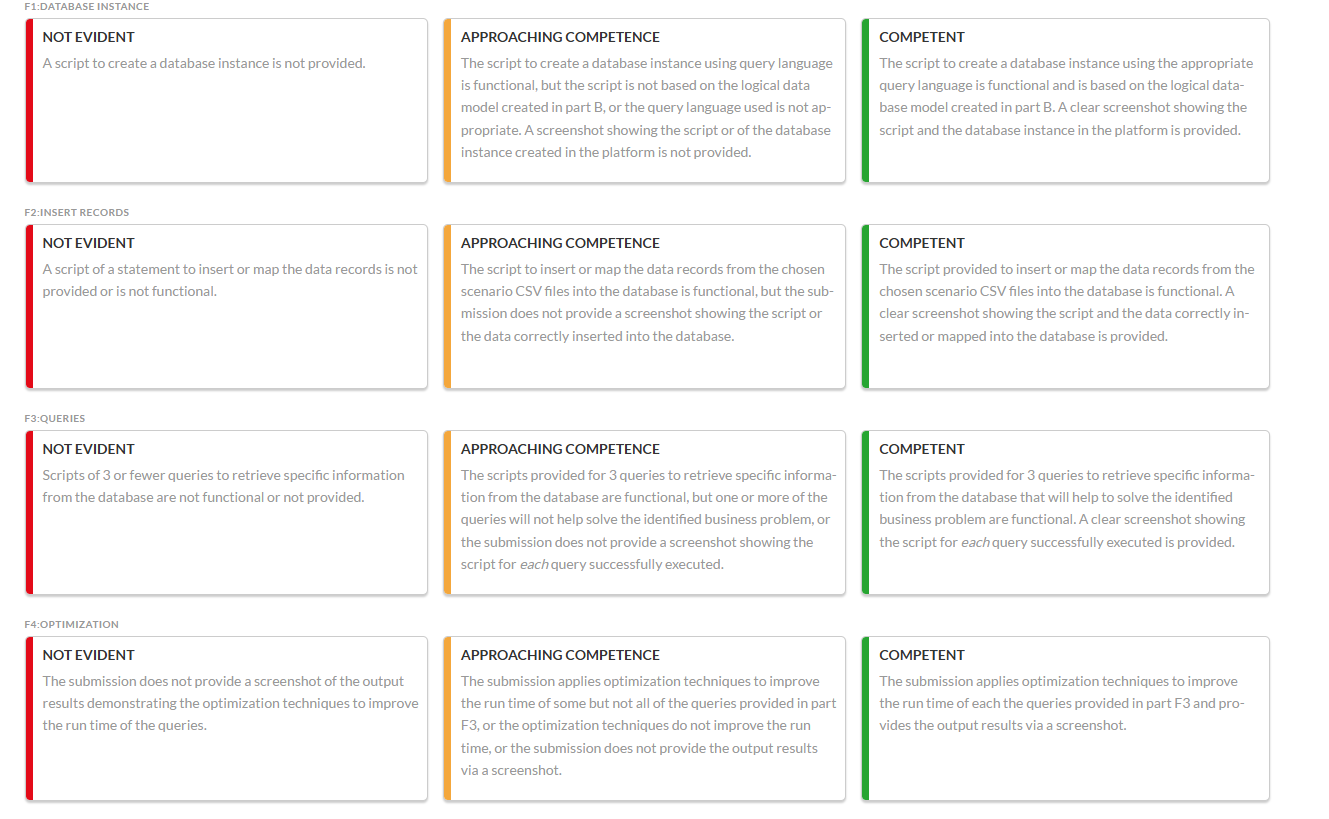 F1:DATABASE INSTANCE
NOT EVIDENT
A script to create a database instance is not provided.
APPROACHING COMPETENCE
The script to create a database instance using query language
is functional, but the script is not based on the logical data
model created in part B, or the query language used is not ap-
propriate. A screenshot showing the script or of the database
instance created in the platform is not provided.
COMPETENT
The script to create a database instance using the appropriate
query language is functional and is based on the logical data-
base model created in part B. A clear screenshot showing the
script and the database instance in the platform is provided.
F2:INSERT RECORDS
NOT EVIDENT
A script of a statement to insert or map the data records is not
provided or is not functional.
APPROACHING COMPETENCE
The script to insert or map the data records from the chosen
scenario CSV files into the database is functional, but the sub-
mission does not provide a screenshot showing the script or
the data correctly inserted into the database.
COMPETENT
The script provided to insert or map the data records from the
chosen scenario CSV files into the database is functional. A
clear screenshot showing the script and the data correctly in-
serted or mapped into the database is provided.
F3:QUERIES
NOT EVIDENT
Scripts of 3 or fewer queries to retrieve specific information
from the database are not functional or not provided.
APPROACHING COMPETENCE
The scripts provided for 3 queries to retrieve specific informa-
tion from the database are functional, but one or more of the
queries will not help solve the identified business problem, or
the submission does not provide a screenshot showing the
script for each query successfully executed.
COMPETENT
The scripts provided for 3 queries to retrieve specific informa-
tion from the database that will help to solve the identified
business problem are functional. A clear screenshot showing
the script for each query successfully executed is provided.
F4:OPTIMIZATION
NOT EVIDENT
The submission does not provide a screenshot of the output
results demonstrating the optimization techniques to improve
the run time of the queries.
APPROACHING COMPETENCE
The submission applies optimization techniques to improve
the run time of some but not all of the queries provided in part
F3, or the optimization techniques do not improve the run
time, or the submission does not provide the output results
via a screenshot.
COMPETENT
The submission applies optimization techniques to improve
the run time of each the queries provided in part F3 and pro-
vides the output results via a screenshot.